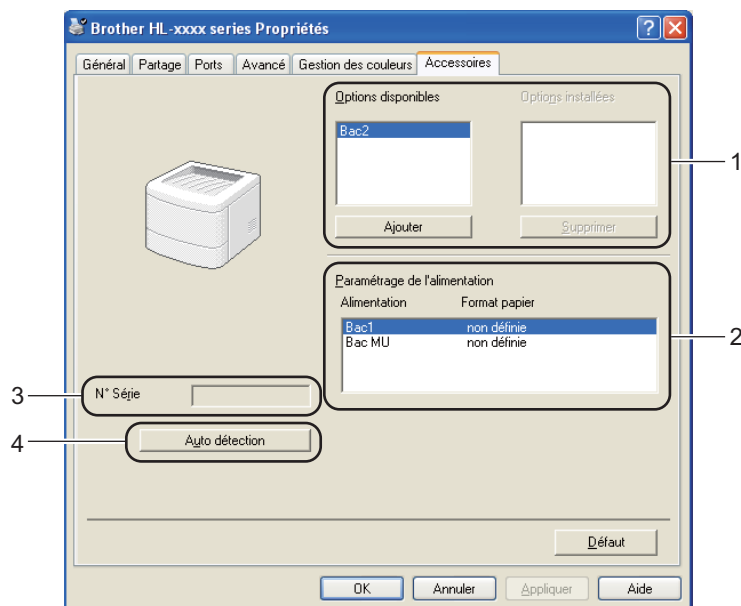 Brother HL-xxxx series Propriétés
Général Partage Ports Avancé Gestion des couleurs Accessoires
Options disponibles Options installées
Bac2
1
Ajouter Supprimer
Paramétrage de l'alimentation
Alimentation Format papier
Bac1 non définie
Bac MU non définie
2
3
N° Série
4
Auto détection
Défaut
OK Annuler Appliquer Aide